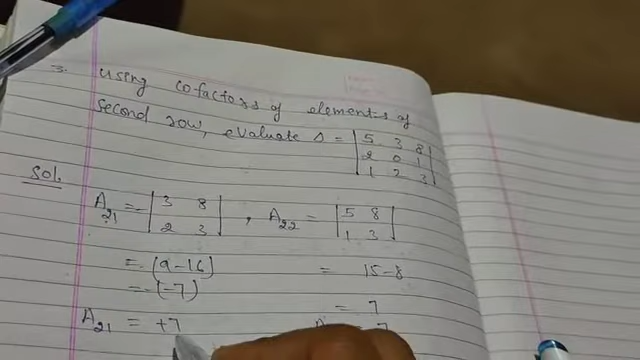 3. Using cofactors of elements of
second row, evaluate Δ = | 5 3 8 |
| 2 0 1 |
| 1 2 3 |
Sol.
A21 = - | 3 8 | , A22 = | 5 8 |
| 2 3 | | 1 3 |
= - (9-16) = 15-8
= - (-7) = 7
A21 = +7